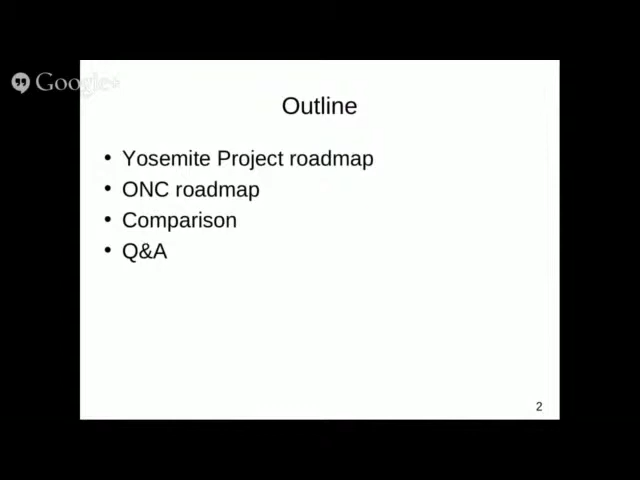 Google+
Outline
• Yosemite Project roadmap
• ONC roadmap
• Comparison
• Q&A
2